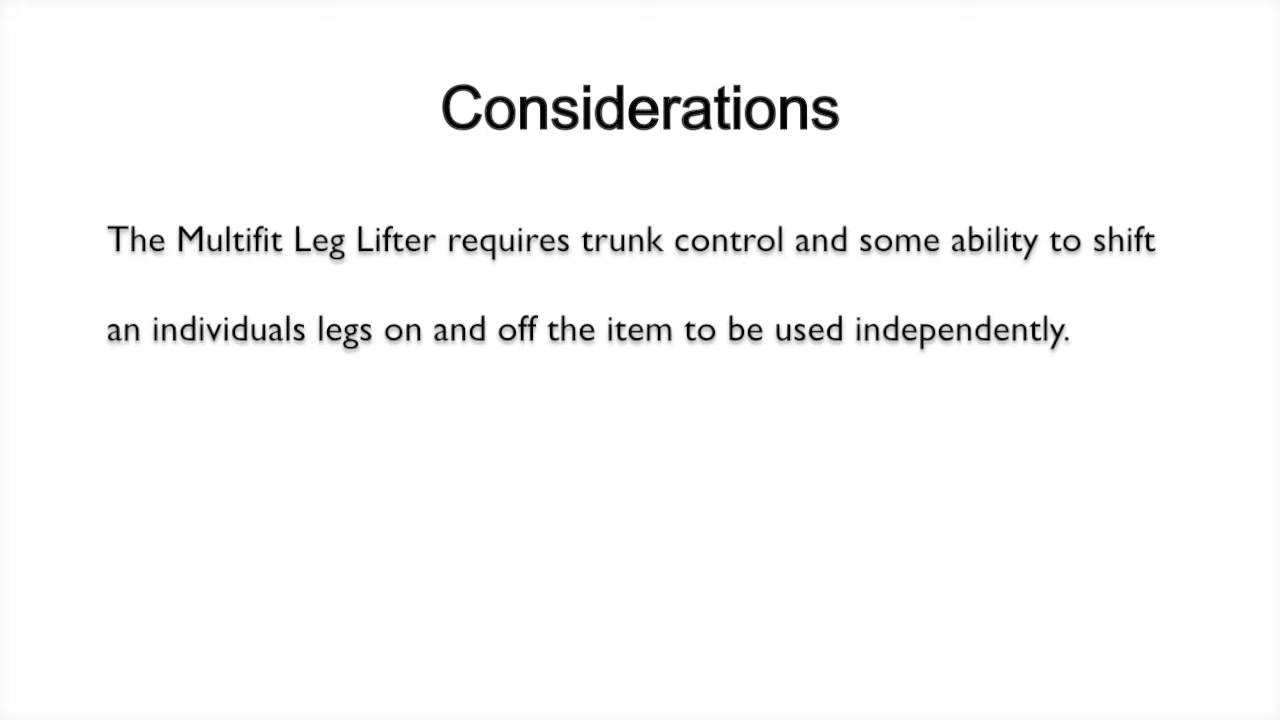 Considerations
The Multifit Leg Lifter requires trunk control and some ability to shift
an individuals legs on and off the item to be used independently.